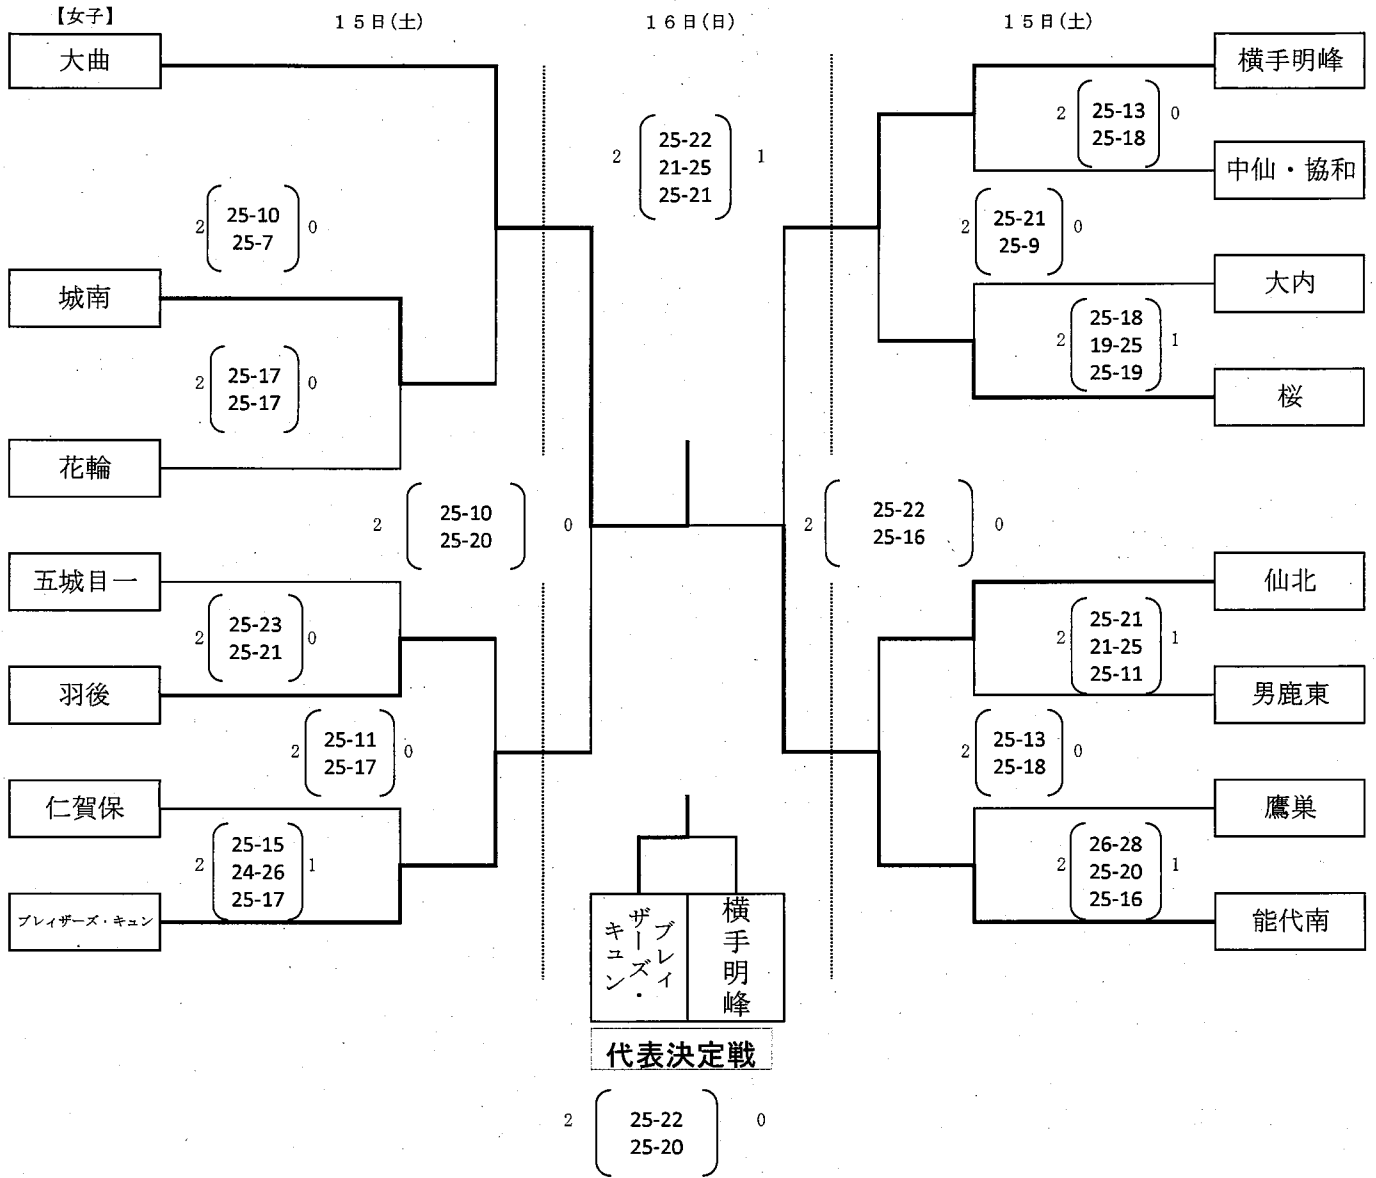 【女子】
15日(土)
16日(日)
15日(土)
大曲
城南
花輪
五城目一
羽後
仁賀保
ブレイザーズ・キュン
2 25-10 0
25-7
2 25-17 0
25-17
2 25-10 0
25-20
2 25-23 0
25-21
2 25-11 0
25-17
25-15
2 24-26 1
25-17
25-22
2 21-25 1
25-21
横手明峰
中仙・協和
大内
桜
仙北
男鹿東
鷹巣
能代南
2 25-13 0
25-18
2 25-21 0
25-9
25-18
2 19-25 1
25-19
2 25-22 0
25-16
25-21
2 21-25 1
25-11
2 25-13 0
25-18
26-28
2 25-20 1
25-16
ブレイ
ザーズ・
キュン
横手明峰
代表決定戦
2 25-22 0
25-20